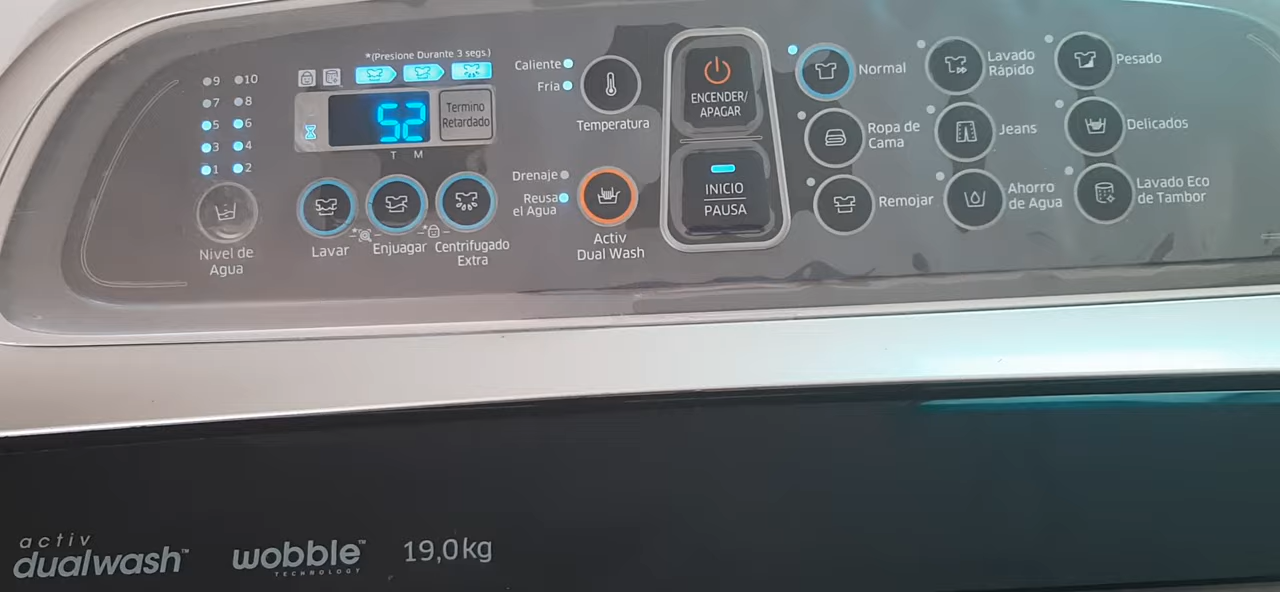 *(Presione Durante 3 segs.)
9 10
7 8
5 6
3 4
1 2
Nivel de
Agua
52
T M
Termino
Retardado
Lavar
Enjuagar
Centrifugado
Extra
Caliente
Fria
Temperatura
Drenaje
Reusa
el Agua
Activ
Dual Wash
ENCENDER/
APAGAR
INICIO
PAUSA
Normal
Lavado
Rápido
Pesado
Ropa de
Cama
Jeans
Delicados
Remojar
Ahorro
de Agua
Lavado Eco
de Tambor
activ
dualwash™
wobble™
TECHNOLOGY
19,0kg